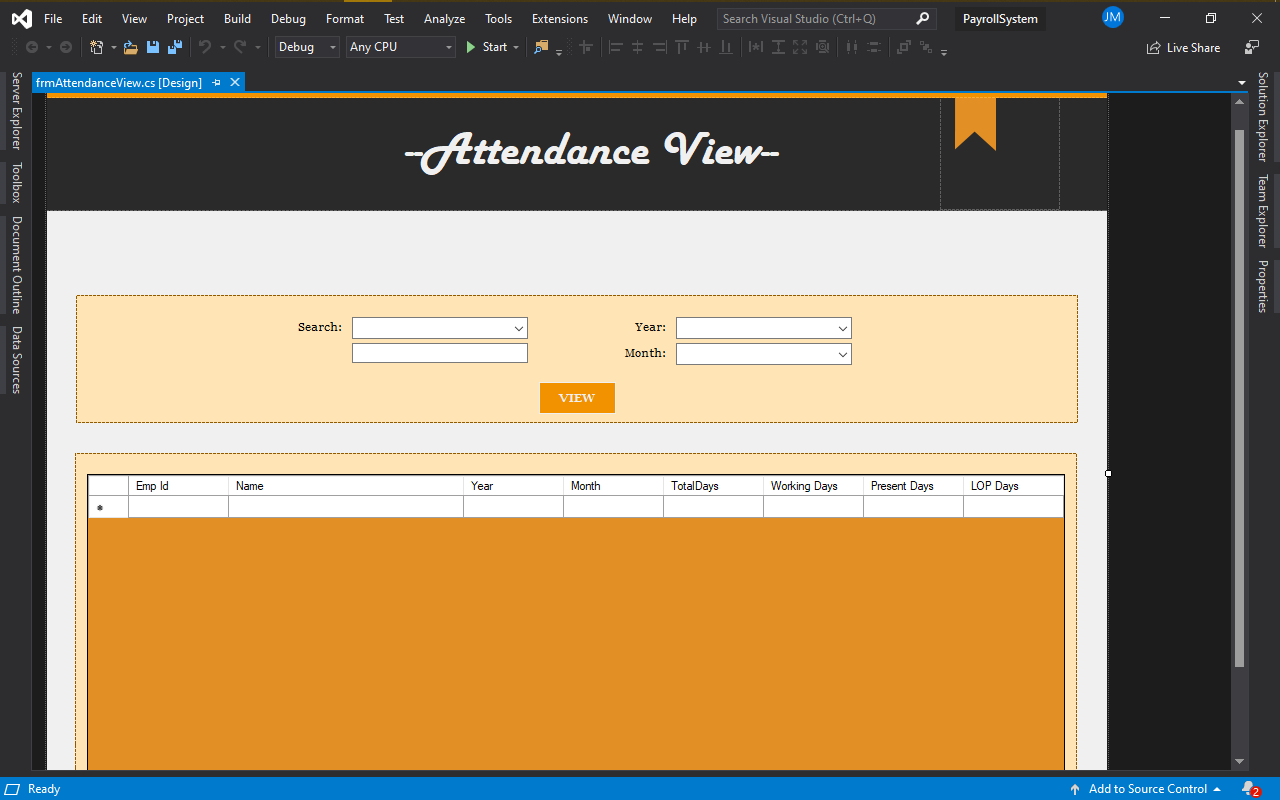 File Edit View Project Build Debug Format Test Analyze Tools Extensions Window Help Search Visual Studio (Ctrl+Q) PayrollSystem JM
Debug Any CPU Start Live Share
frmAttendanceView.cs [Design]
Server Explorer
Toolbox
Document Outline
Data Sources
Solution Explorer
Team Explorer
Properties
--Attendance View--
Search: Year:
Month:
VIEW
Emp Id Name Year Month TotalDays Working Days Present Days LOP Days
Ready Add to Source Control 2